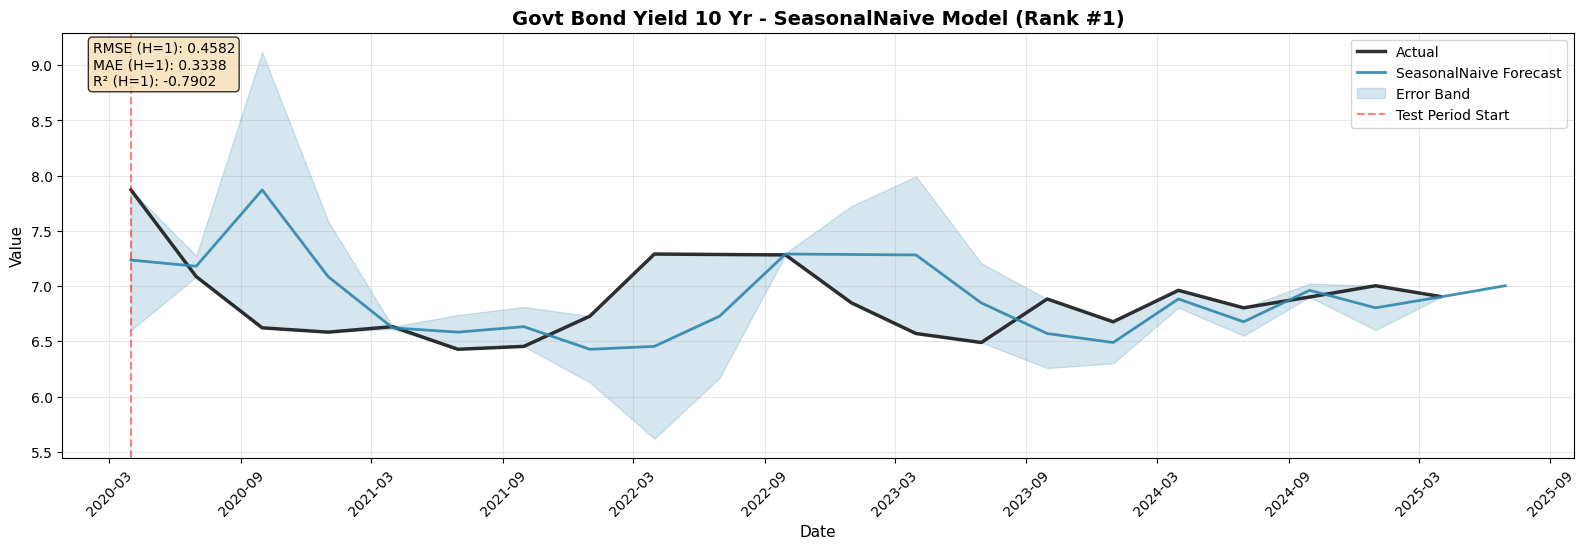 Govt Bond Yield 10 Yr - SeasonalNaive Model (Rank #1)
RMSE (H=1): 0.4582
MAE (H=1): 0.3338
R² (H=1): -0.7902
Actual
SeasonalNaive Forecast
Error Band
Test Period Start
Value
9.0
8.5
8.0
7.5
7.0
6.5
6.0
5.5
2020-03
2020-09
2021-03
2021-09
2022-03
2022-09
2023-03
2023-09
2024-03
2024-09
2025-03
2025-09
Date